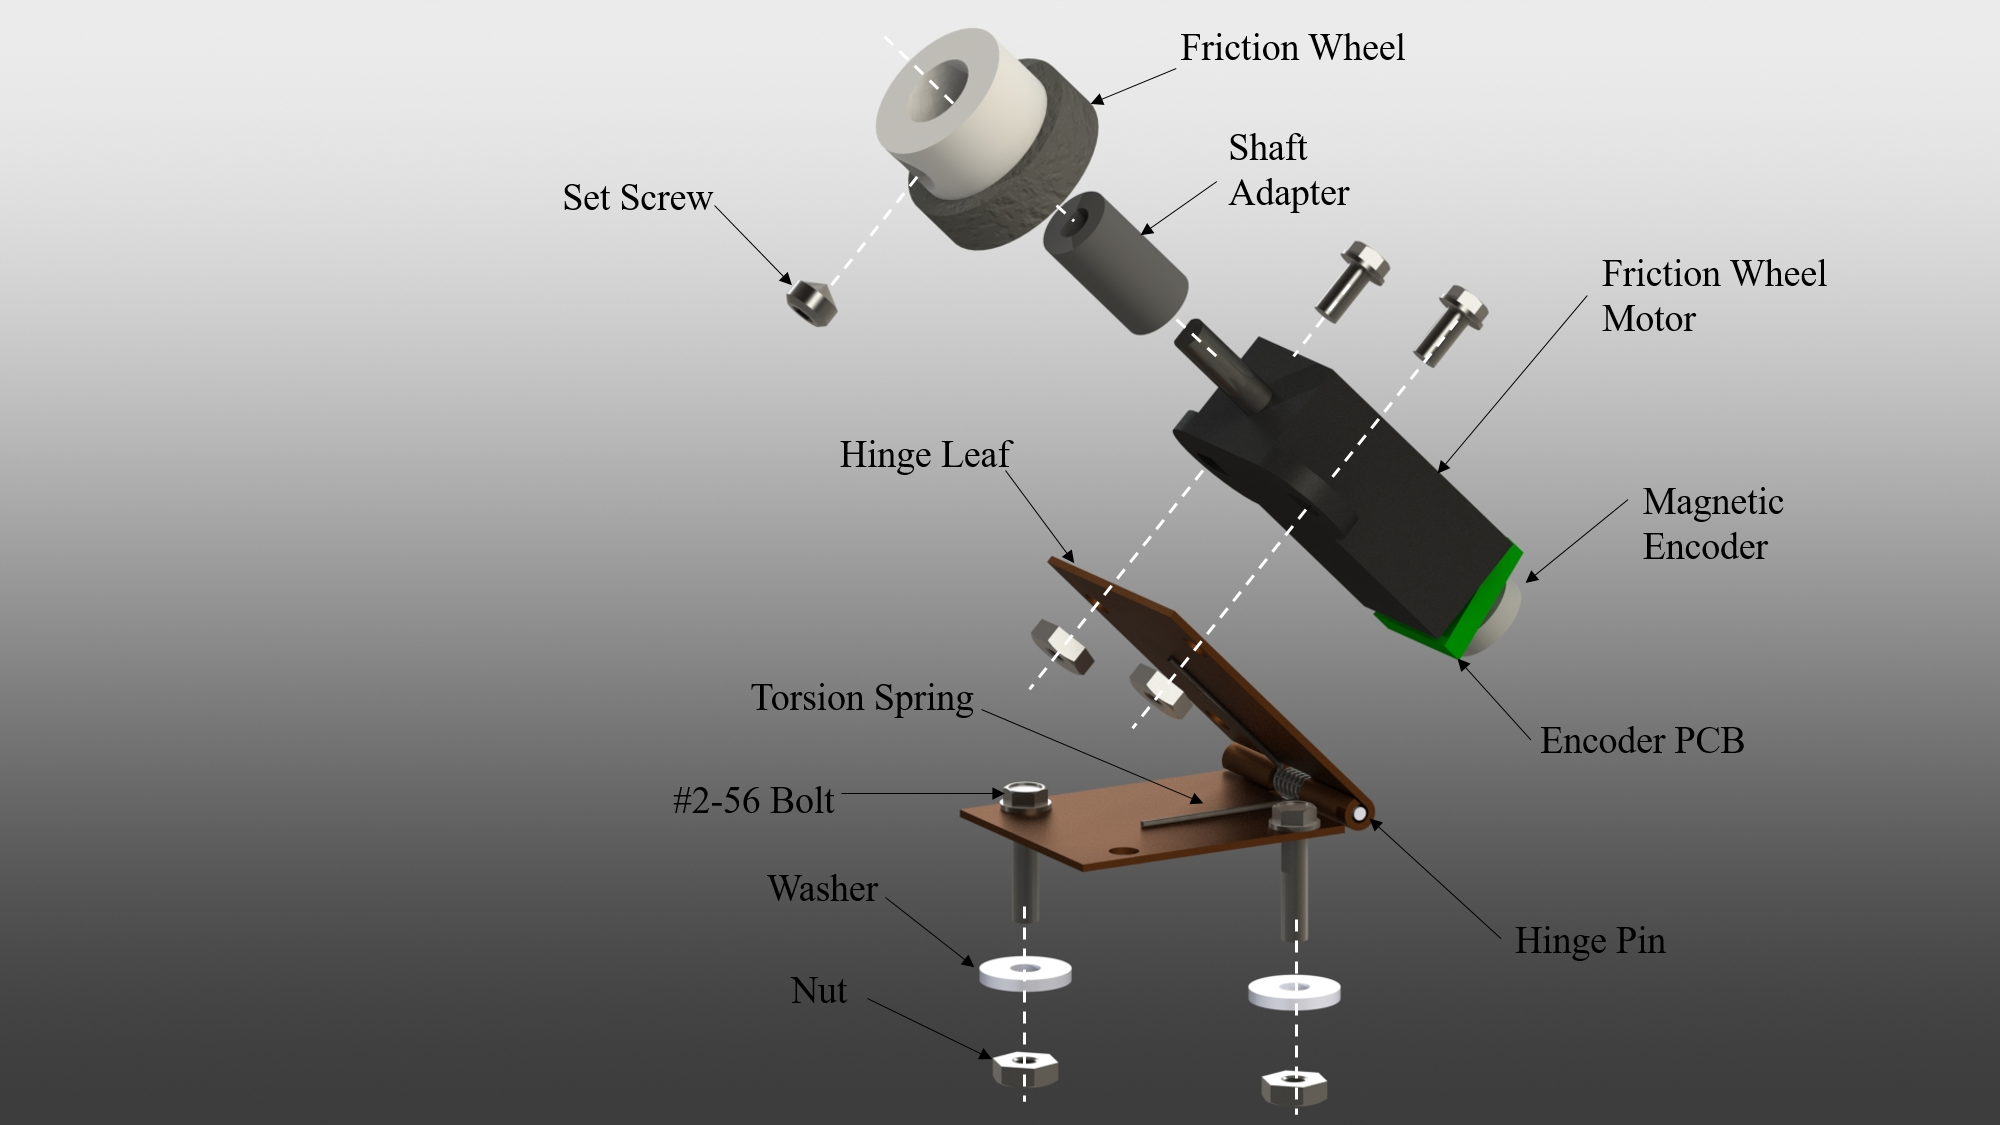 Friction Wheel
Shaft
Adapter
Set Screw
Friction Wheel
Motor
Hinge Leaf
Magnetic
Encoder
Torsion Spring
Encoder PCB
#2-56 Bolt
Washer
Hinge Pin
Nut